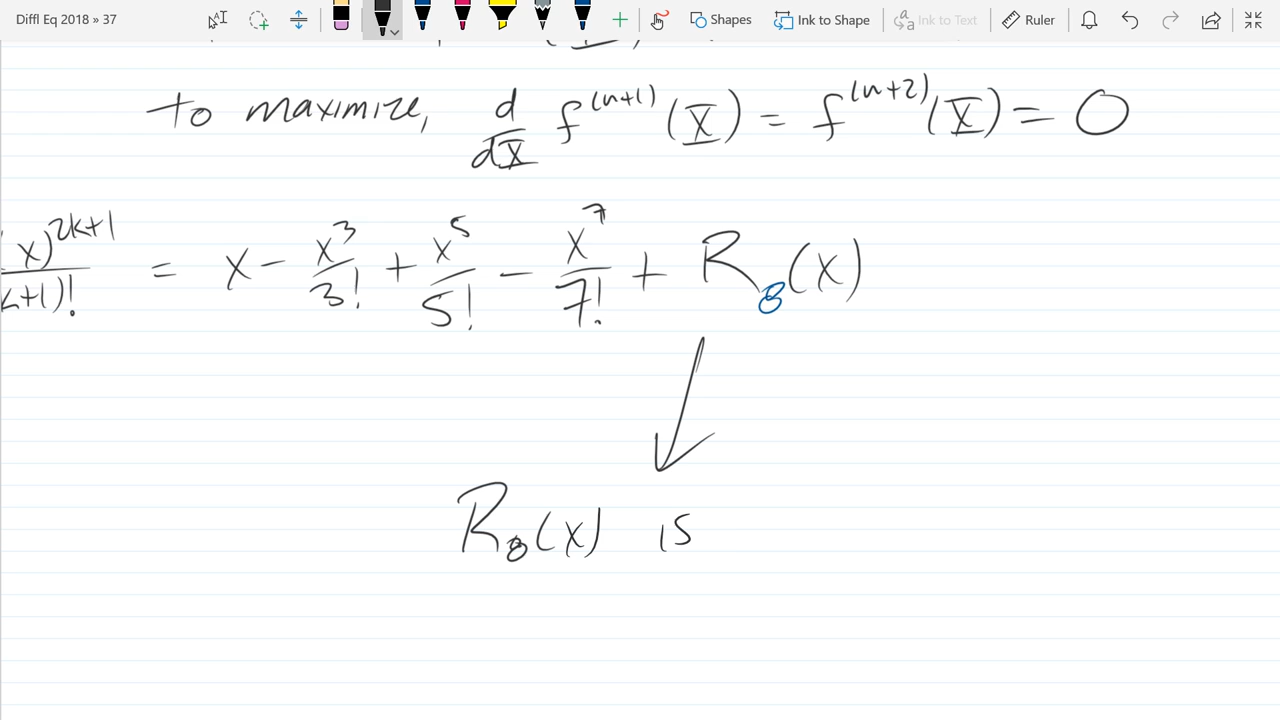 Diffl Eq 2018 » 37
Shapes Ink to Shape Ink to Text Ruler
to maximize, d/dX f^(n+1) (X) = f^(n+2) (X) = 0
x)^2k+1 / k+1)! = x - x^3/3! + x^5/5! - x^7/7! + R_8(x)
R_8(x) is